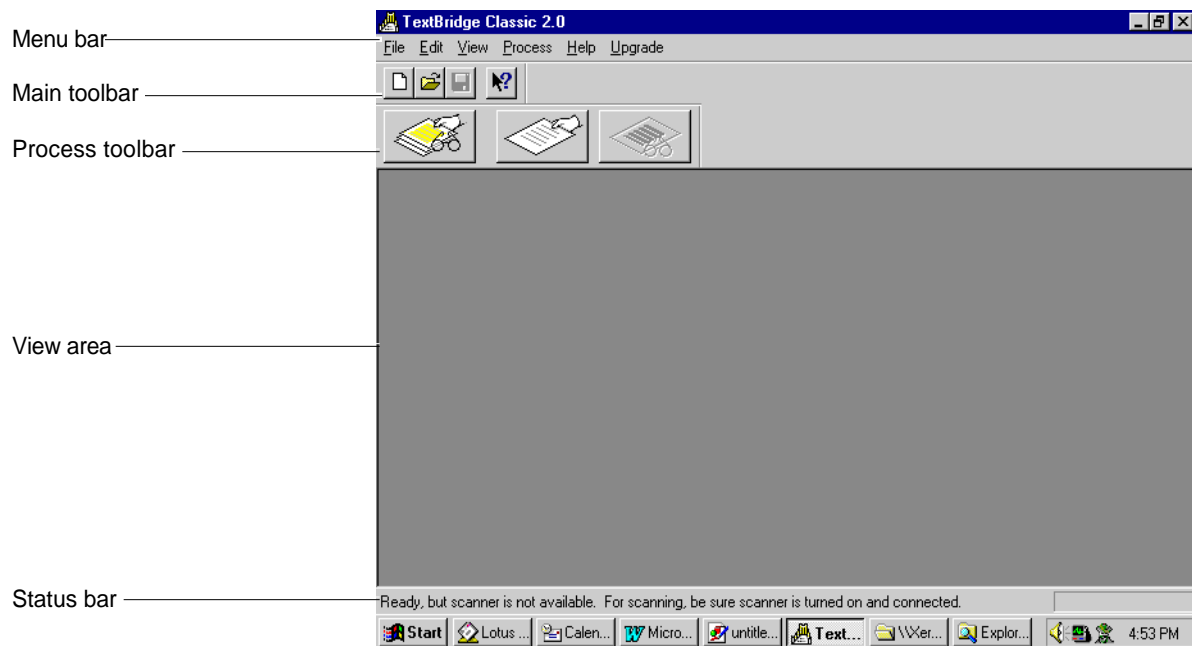 TextBridge Classic 2.0
Menu bar
File Edit View Process Help Upgrade
Main toolbar
Process toolbar
View area
Status bar
Ready, but scanner is not available. For scanning, be sure scanner is turned on and connected.
Start Lotus ... Calen... Micro... untitle... Text... \\Xer... Explor... 4:53 PM